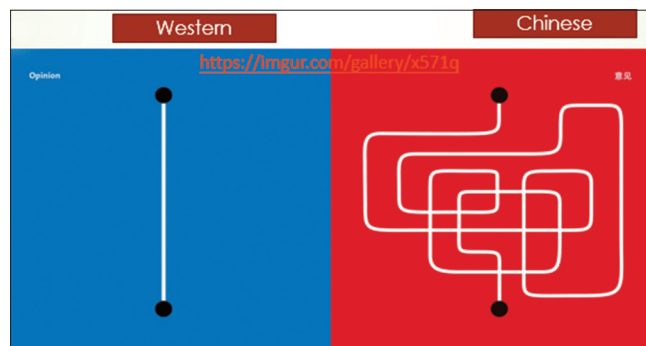 Western
Chinese
https://imgur.com/gallery/x571q
Opinion
意见